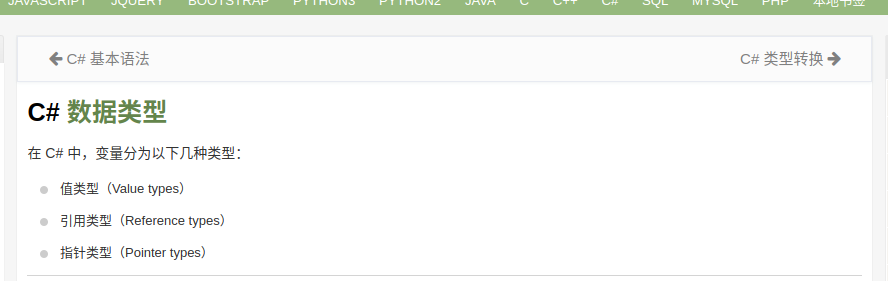 JAVASCRIPT JQUERY BOOTSTRAP PYTHON3 PYTHON2 JAVA C C++ C# SQL MYSQL PHP 本地书签
C# 基本语法 C# 类型转换
C# 数据类型
在 C# 中，变量分为以下几种类型：
值类型（Value types）
引用类型（Reference types）
指针类型（Pointer types）